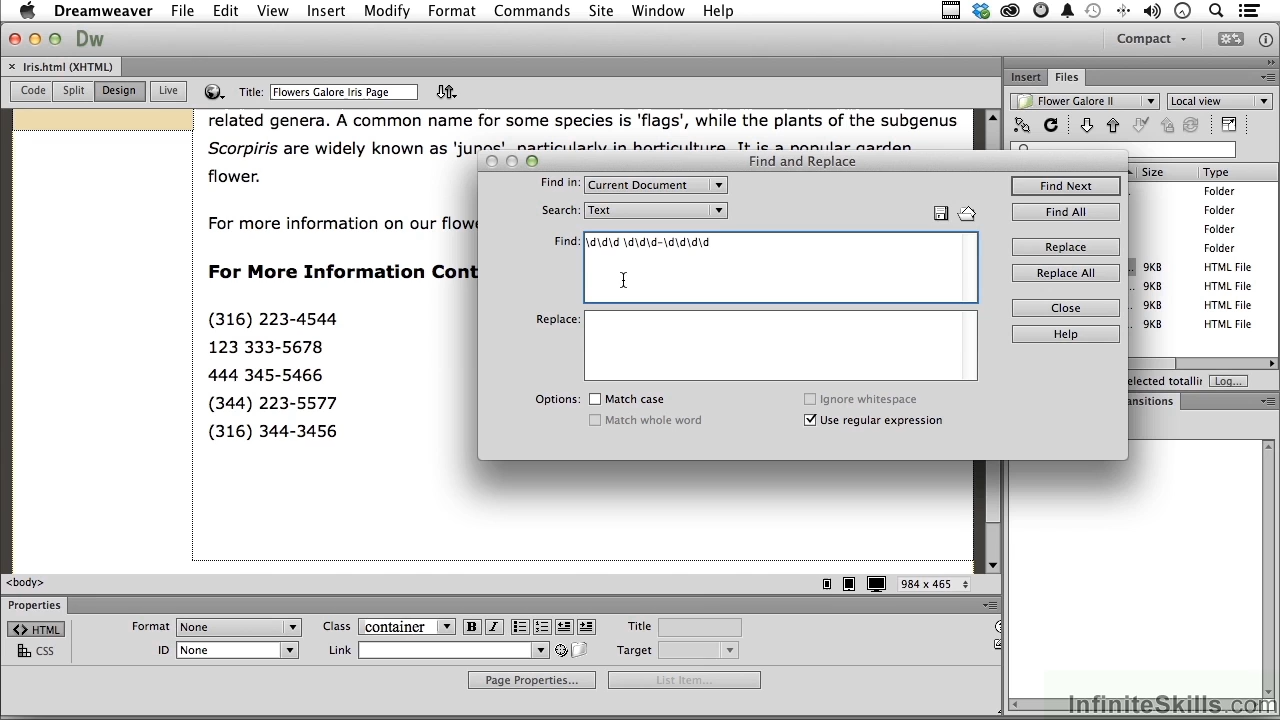 Dreamweaver File Edit View Insert Modify Format Commands Site Window Help
Dw
Compact
× Iris.html (XHTML)
Insert Files
Code Split Design Live Title: Flowers Galore Iris Page
Flower Galore II Local view
related genera. A common name for some species is 'flags', while the plants of the subgenus
Scorpiris are widely known as 'junos', particularly in horticulture. It is a popular garden
flower.
For more information on our flowe
For More Information Cont
(316) 223-4544
123 333-5678
444 345-5466
(344) 223-5577
(316) 344-3456
Find and Replace
Find in: Current Document
Search: Text
Find: \d\d\d \d\d\d-\d\d\d\d
Replace:
Options: Match case Ignore whitespace
Match whole word Use regular expression
Find Next
Find All
Replace
Replace All
Close
Help
Size Type
Folder
Folder
Folder
Folder
9KB HTML File
9KB HTML File
9KB HTML File
9KB HTML File
elected totallir Log...
ansitions
<body>
984 x 465
Properties
<> HTML Format None Class container B I Title
CSS ID None Link Target
Page Properties... List Item...
InfiniteSkills.com